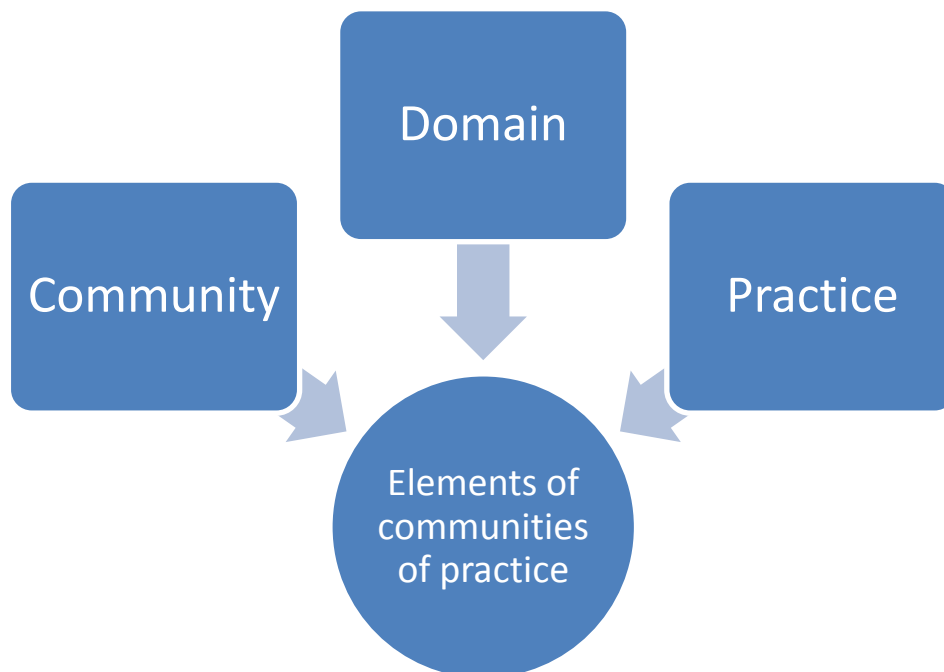 Domain
Community
Practice
Elements of
communities
of practice